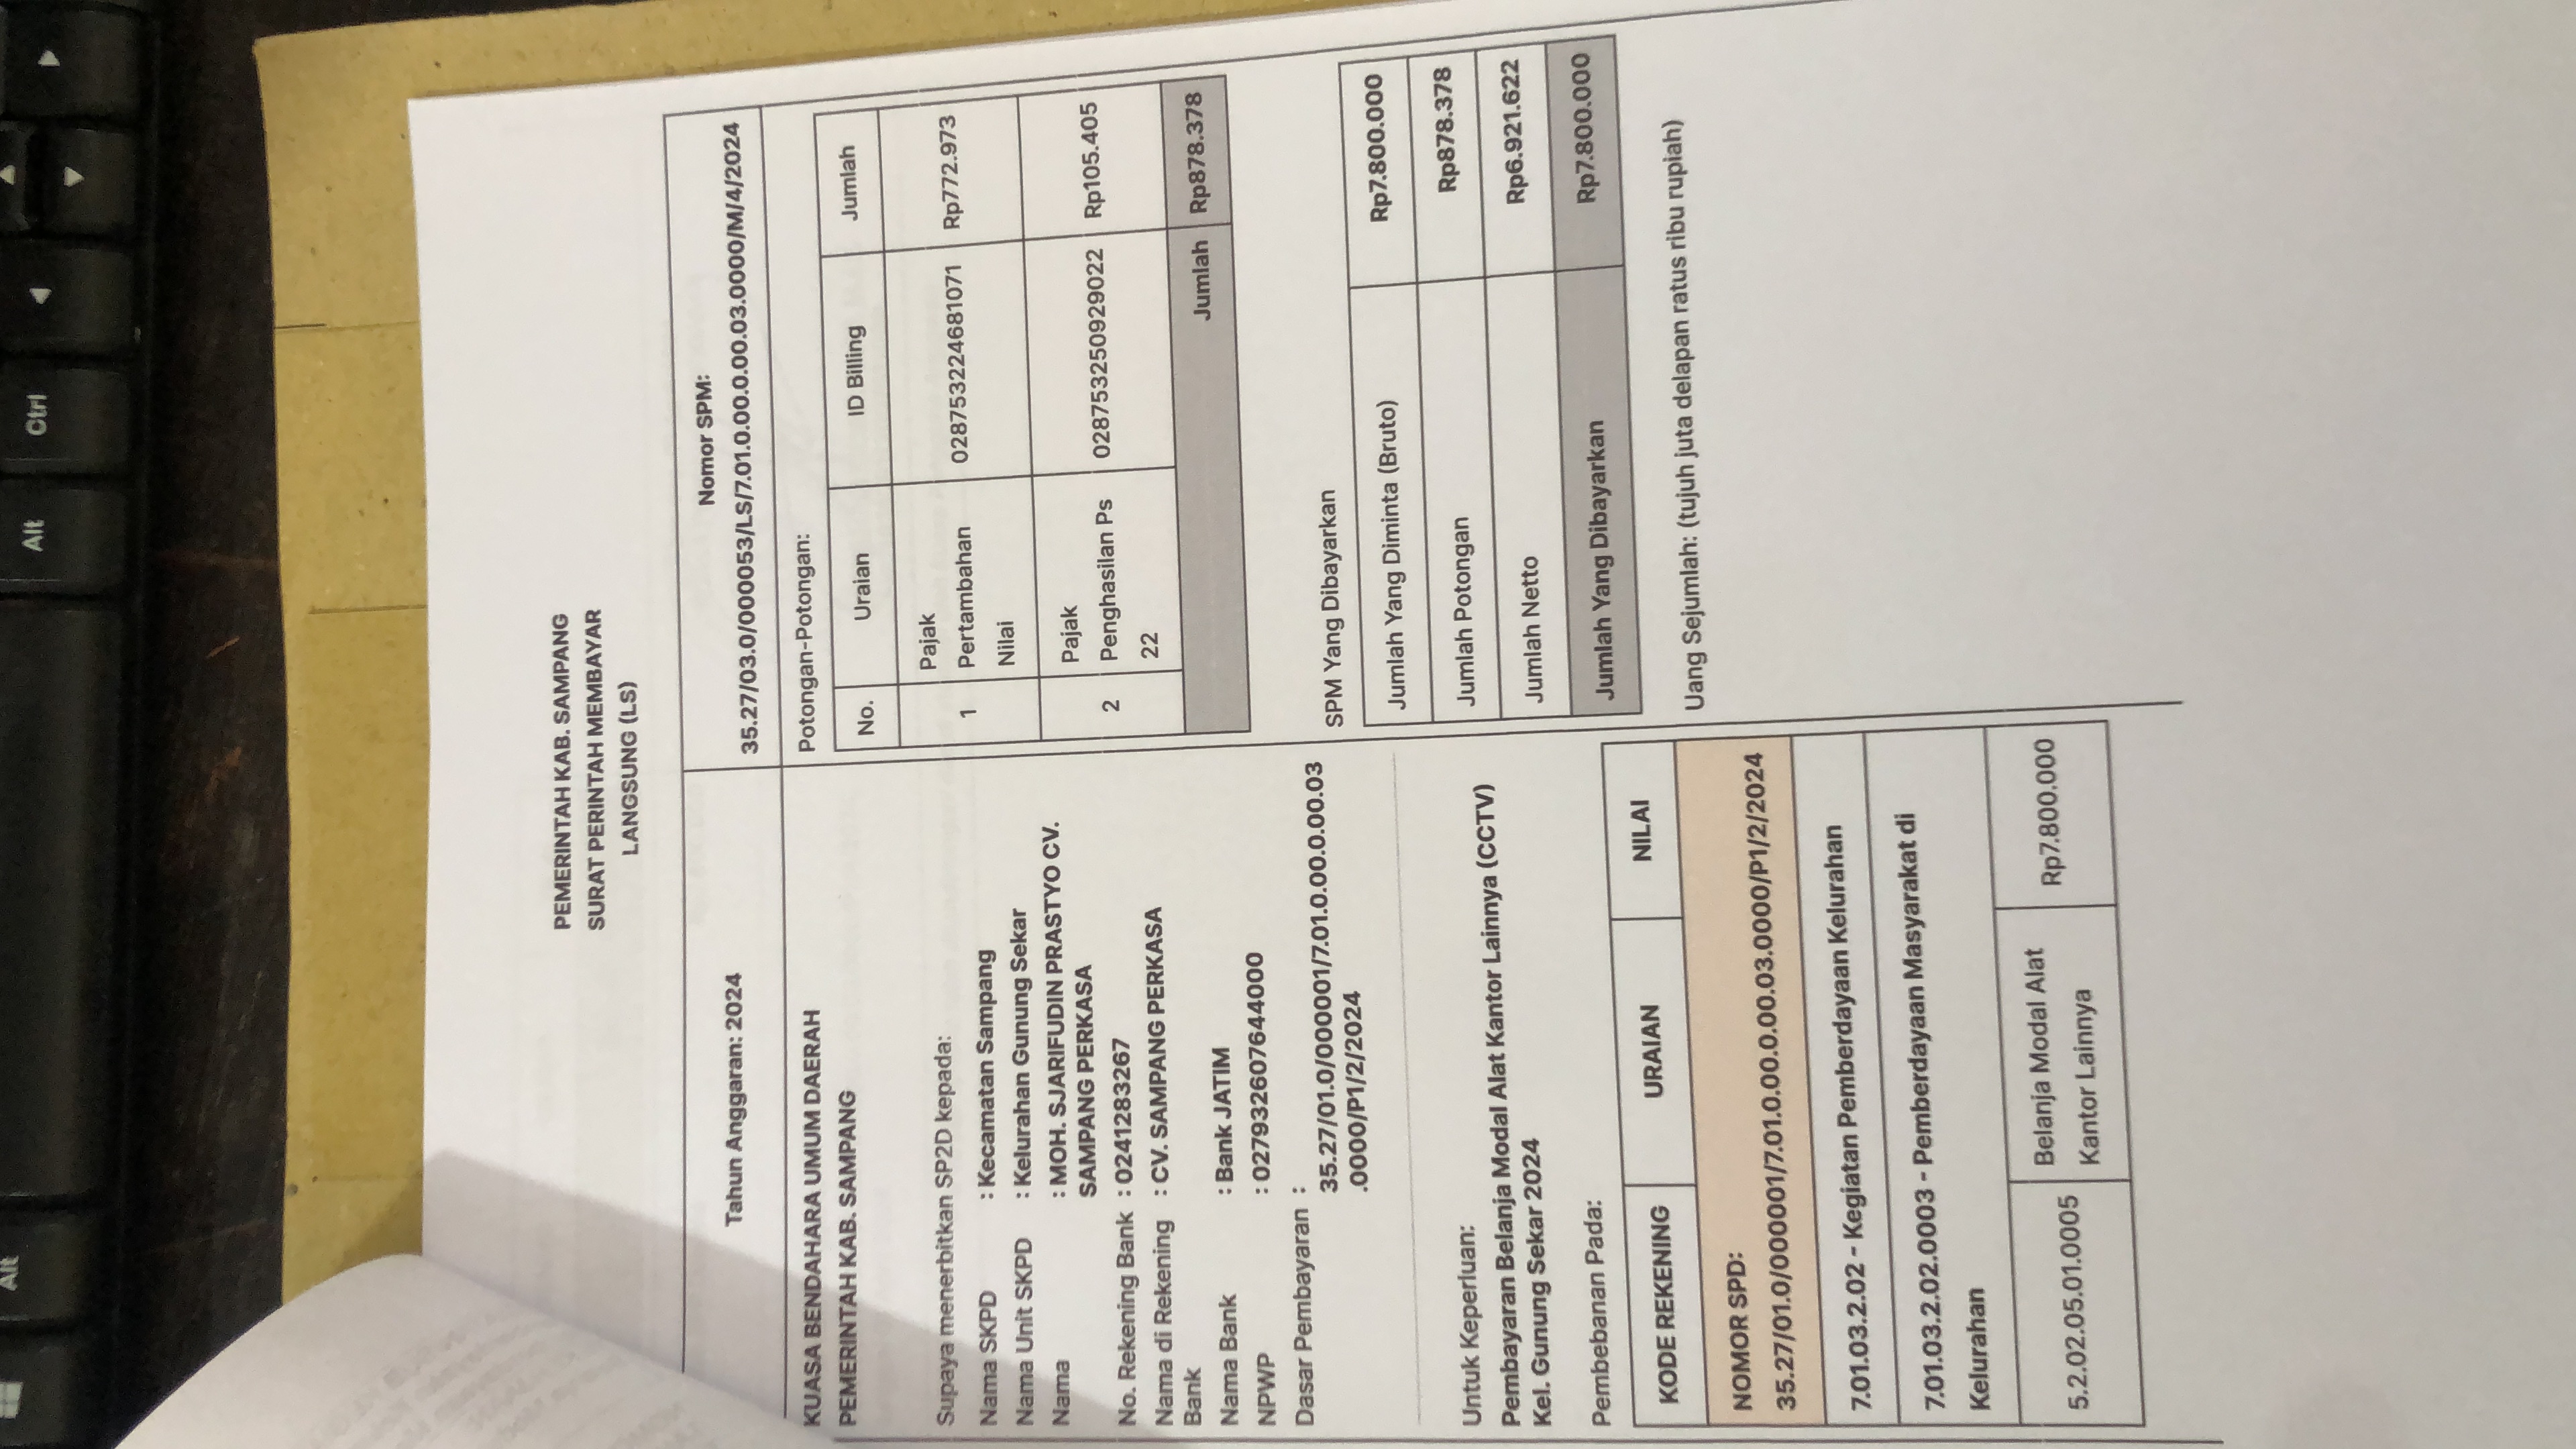 Alt
Alt
Ctrl
PEMERINTAH KAB. SAMPANG
SURAT PERINTAH MEMBAYAR
LANGSUNG (LS)
Tahun Anggaran: 2024
Nomor SPM:
35.27/03.0/000053/LS/7.01.0.00.0.00.03.0000/M/4/2024
KUASA BENDAHARA UMUM DAERAH
PEMERINTAH KAB. SAMPANG
Supaya menerbitkan SP2D kepada:
Nama SKPD : Kecamatan Sampang
Nama Unit SKPD : Kelurahan Gunung Sekar
Nama : MOH. SJARIFUDIN PRASTYO CV.
SAMPANG PERKASA
No. Rekening Bank : 0241283267
Nama di Rekening : CV. SAMPANG PERKASA
Bank
Nama Bank : Bank JATIM
NPWP : 027932607644000
Dasar Pembayaran :
35.27/01.0/000001/7.01.0.00.0.00.03
.0000/P1/2/2024
Untuk Keperluan:
Pembayaran Belanja Modal Alat Kantor Lainnya (CCTV)
Kel. Gunung Sekar 2024
Pembebanan Pada:
KODE REKENING URAIAN NILAI
NOMOR SPD:
35.27/01.0/000001/7.01.0.00.0.00.03.0000/P1/2/2024
7.01.03.2.02 - Kegiatan Pemberdayaan Kelurahan
7.01.03.2.02.0003 - Pemberdayaan Masyarakat di
Kelurahan
5.2.02.05.01.0005 Belanja Modal Alat Rp7.800.000
Kantor Lainnya
Potongan-Potongan:
No. Uraian ID Billing Jumlah
Pajak
1 Pertambahan 028753224681071 Rp772.973
Nilai
Pajak
2 Penghasilan Ps 028753250929022 Rp105.405
22
Jumlah Rp878.378
SPM Yang Dibayarkan
Jumlah Yang Diminta (Bruto) Rp7.800.000
Jumlah Potongan Rp878.378
Jumlah Netto Rp6.921.622
Jumlah Yang Dibayarkan Rp7.800.000
Uang Sejumlah: (tujuh juta delapan ratus ribu rupiah)